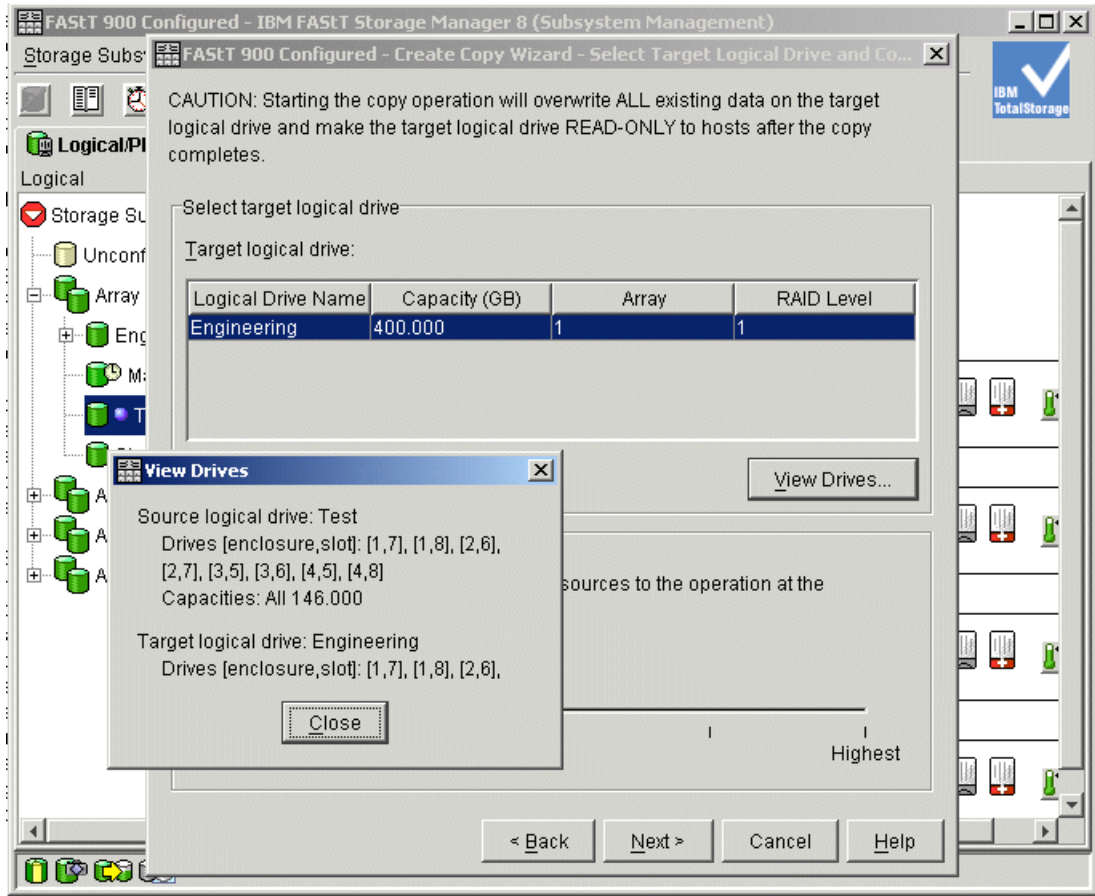 FAStT 900 Configured - IBM FAStT Storage Manager 8 (Subsystem Management)
Storage Subs
FAStT 900 Configured - Create Copy Wizard - Select Target Logical Drive and Co...
IBM
TotalStorage
CAUTION: Starting the copy operation will overwrite ALL existing data on the target
logical drive and make the target logical drive READ-ONLY to hosts after the copy
completes.
Logical/Pl
Logical
Storage Su
Unconf
Array
Eng
Ma
T
A
A
A
Select target logical drive
Target logical drive:
Logical Drive Name Capacity (GB) Array RAID Level
Engineering 400.000 1 1
View Drives...
View Drives
Source logical drive: Test
Drives [enclosure,slot]: [1,7], [1,8], [2,6],
[2,7], [3,5], [3,6], [4,5], [4,8]
Capacities: All 146.000
Target logical drive: Engineering
Drives [enclosure,slot]: [1,7], [1,8], [2,6],
Close
sources to the operation at the
Highest
< Back Next > Cancel Help